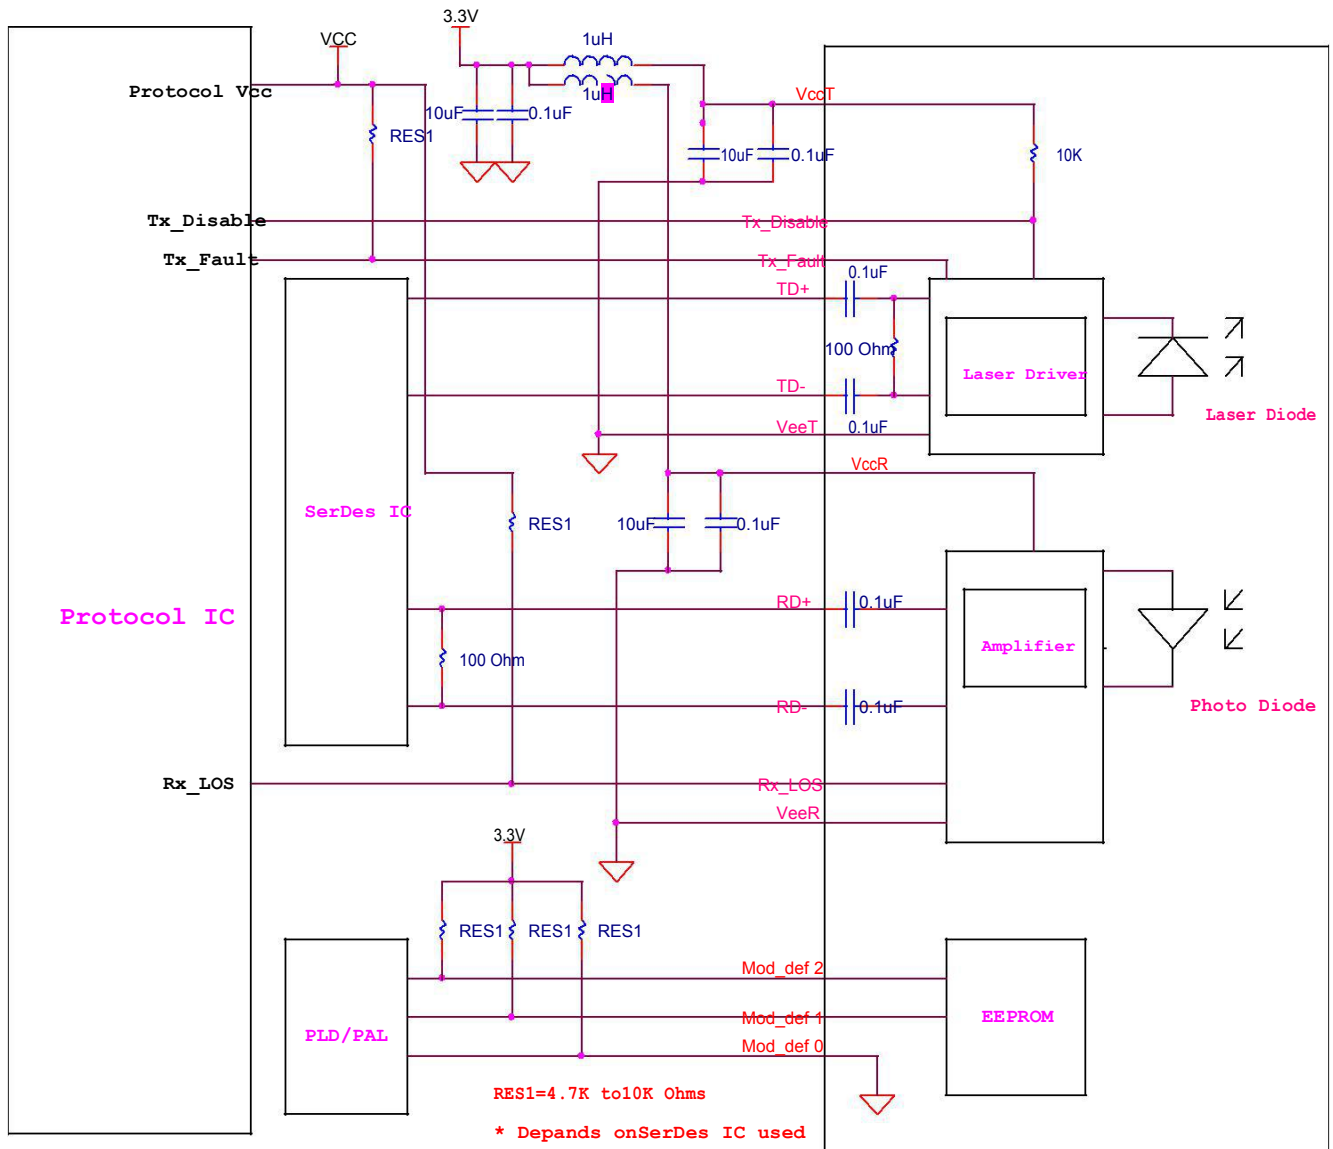 3.3V
VCC
1uH
Protocol Vcc
1uH
VccT
10uF
0.1uF
RES1
10uF
0.1uF
10K
Tx_Disable
Tx_Disable
Tx_Fault
Tx_Fault
0.1uF
TD+
100 Ohm
Laser Driver
TD-
Laser Diode
VeeT
0.1uF
VccR
SerDes IC
RES1
10uF
0.1uF
RD+
0.1uF
Protocol IC
Amplifier
100 Ohm
RD-
0.1uF
Photo Diode
Rx_LOS
Rx_LOS
VeeR
3.3V
RES1
RES1
RES1
Mod_def 2
PLD/PAL
Mod_def 1
EEPROM
Mod_def 0
RES1=4.7K to10K Ohms
* Depands onSerDes IC used